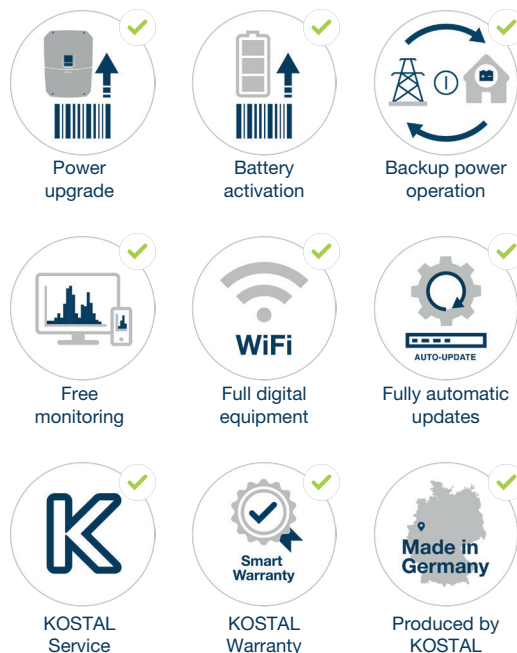 Power
upgrade
Battery
activation
Backup power
operation
Free
monitoring
WiFi
Full digital
equipment
AUTO-UPDATE
Fully automatic
updates
K
KOSTAL
Service
Smart
Warranty
KOSTAL
Warranty
Made in
Germany
Produced by
KOSTAL